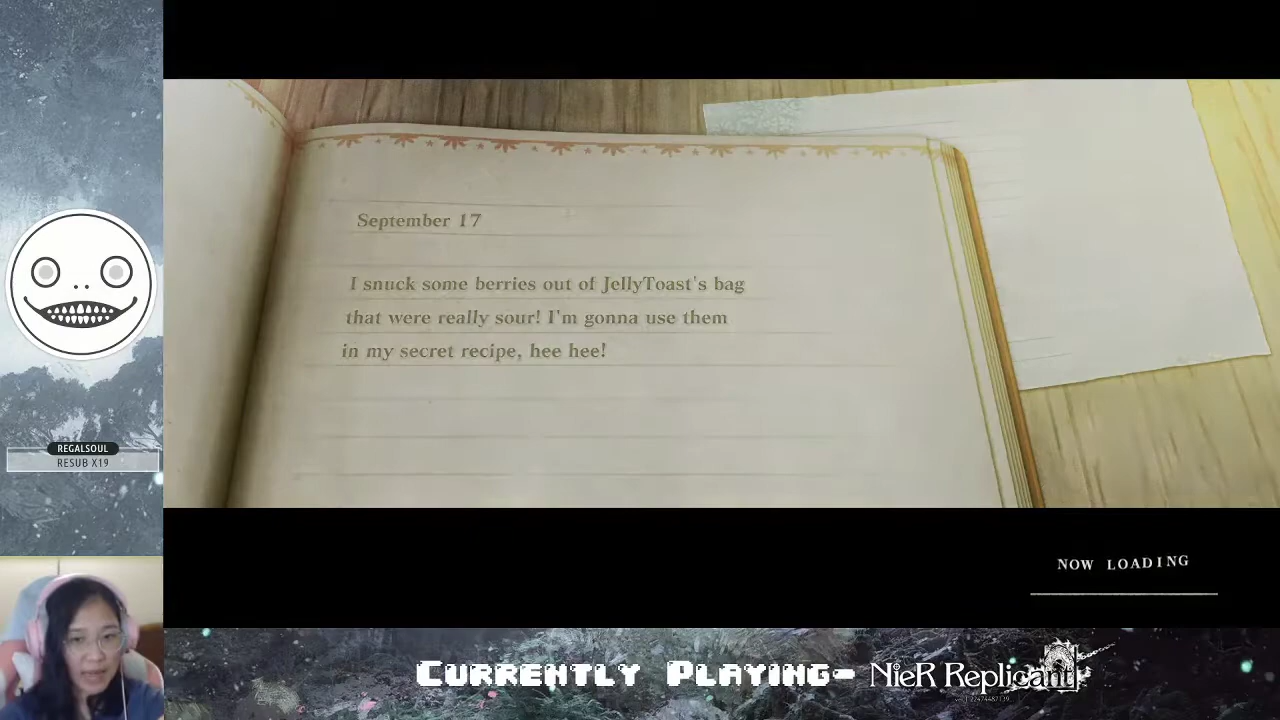 September 17
I snuck some berries out of JellyToast's bag
that were really sour! I'm gonna use them
in my secret recipe, hee hee!
REGALSOUL
RESUB X19
NOW LOADING
Currently Playing- NieR Replicant